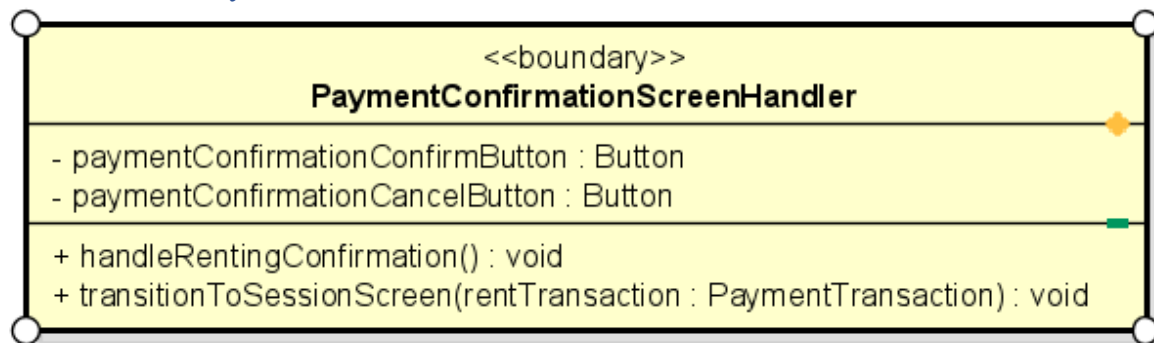 <<boundary>>
PaymentConfirmationScreenHandler
- paymentConfirmationConfirmButton : Button
- paymentConfirmationCancelButton : Button
+ handleRentingConfirmation() : void
+ transitionToSessionScreen(rentTransaction : PaymentTransaction) : void